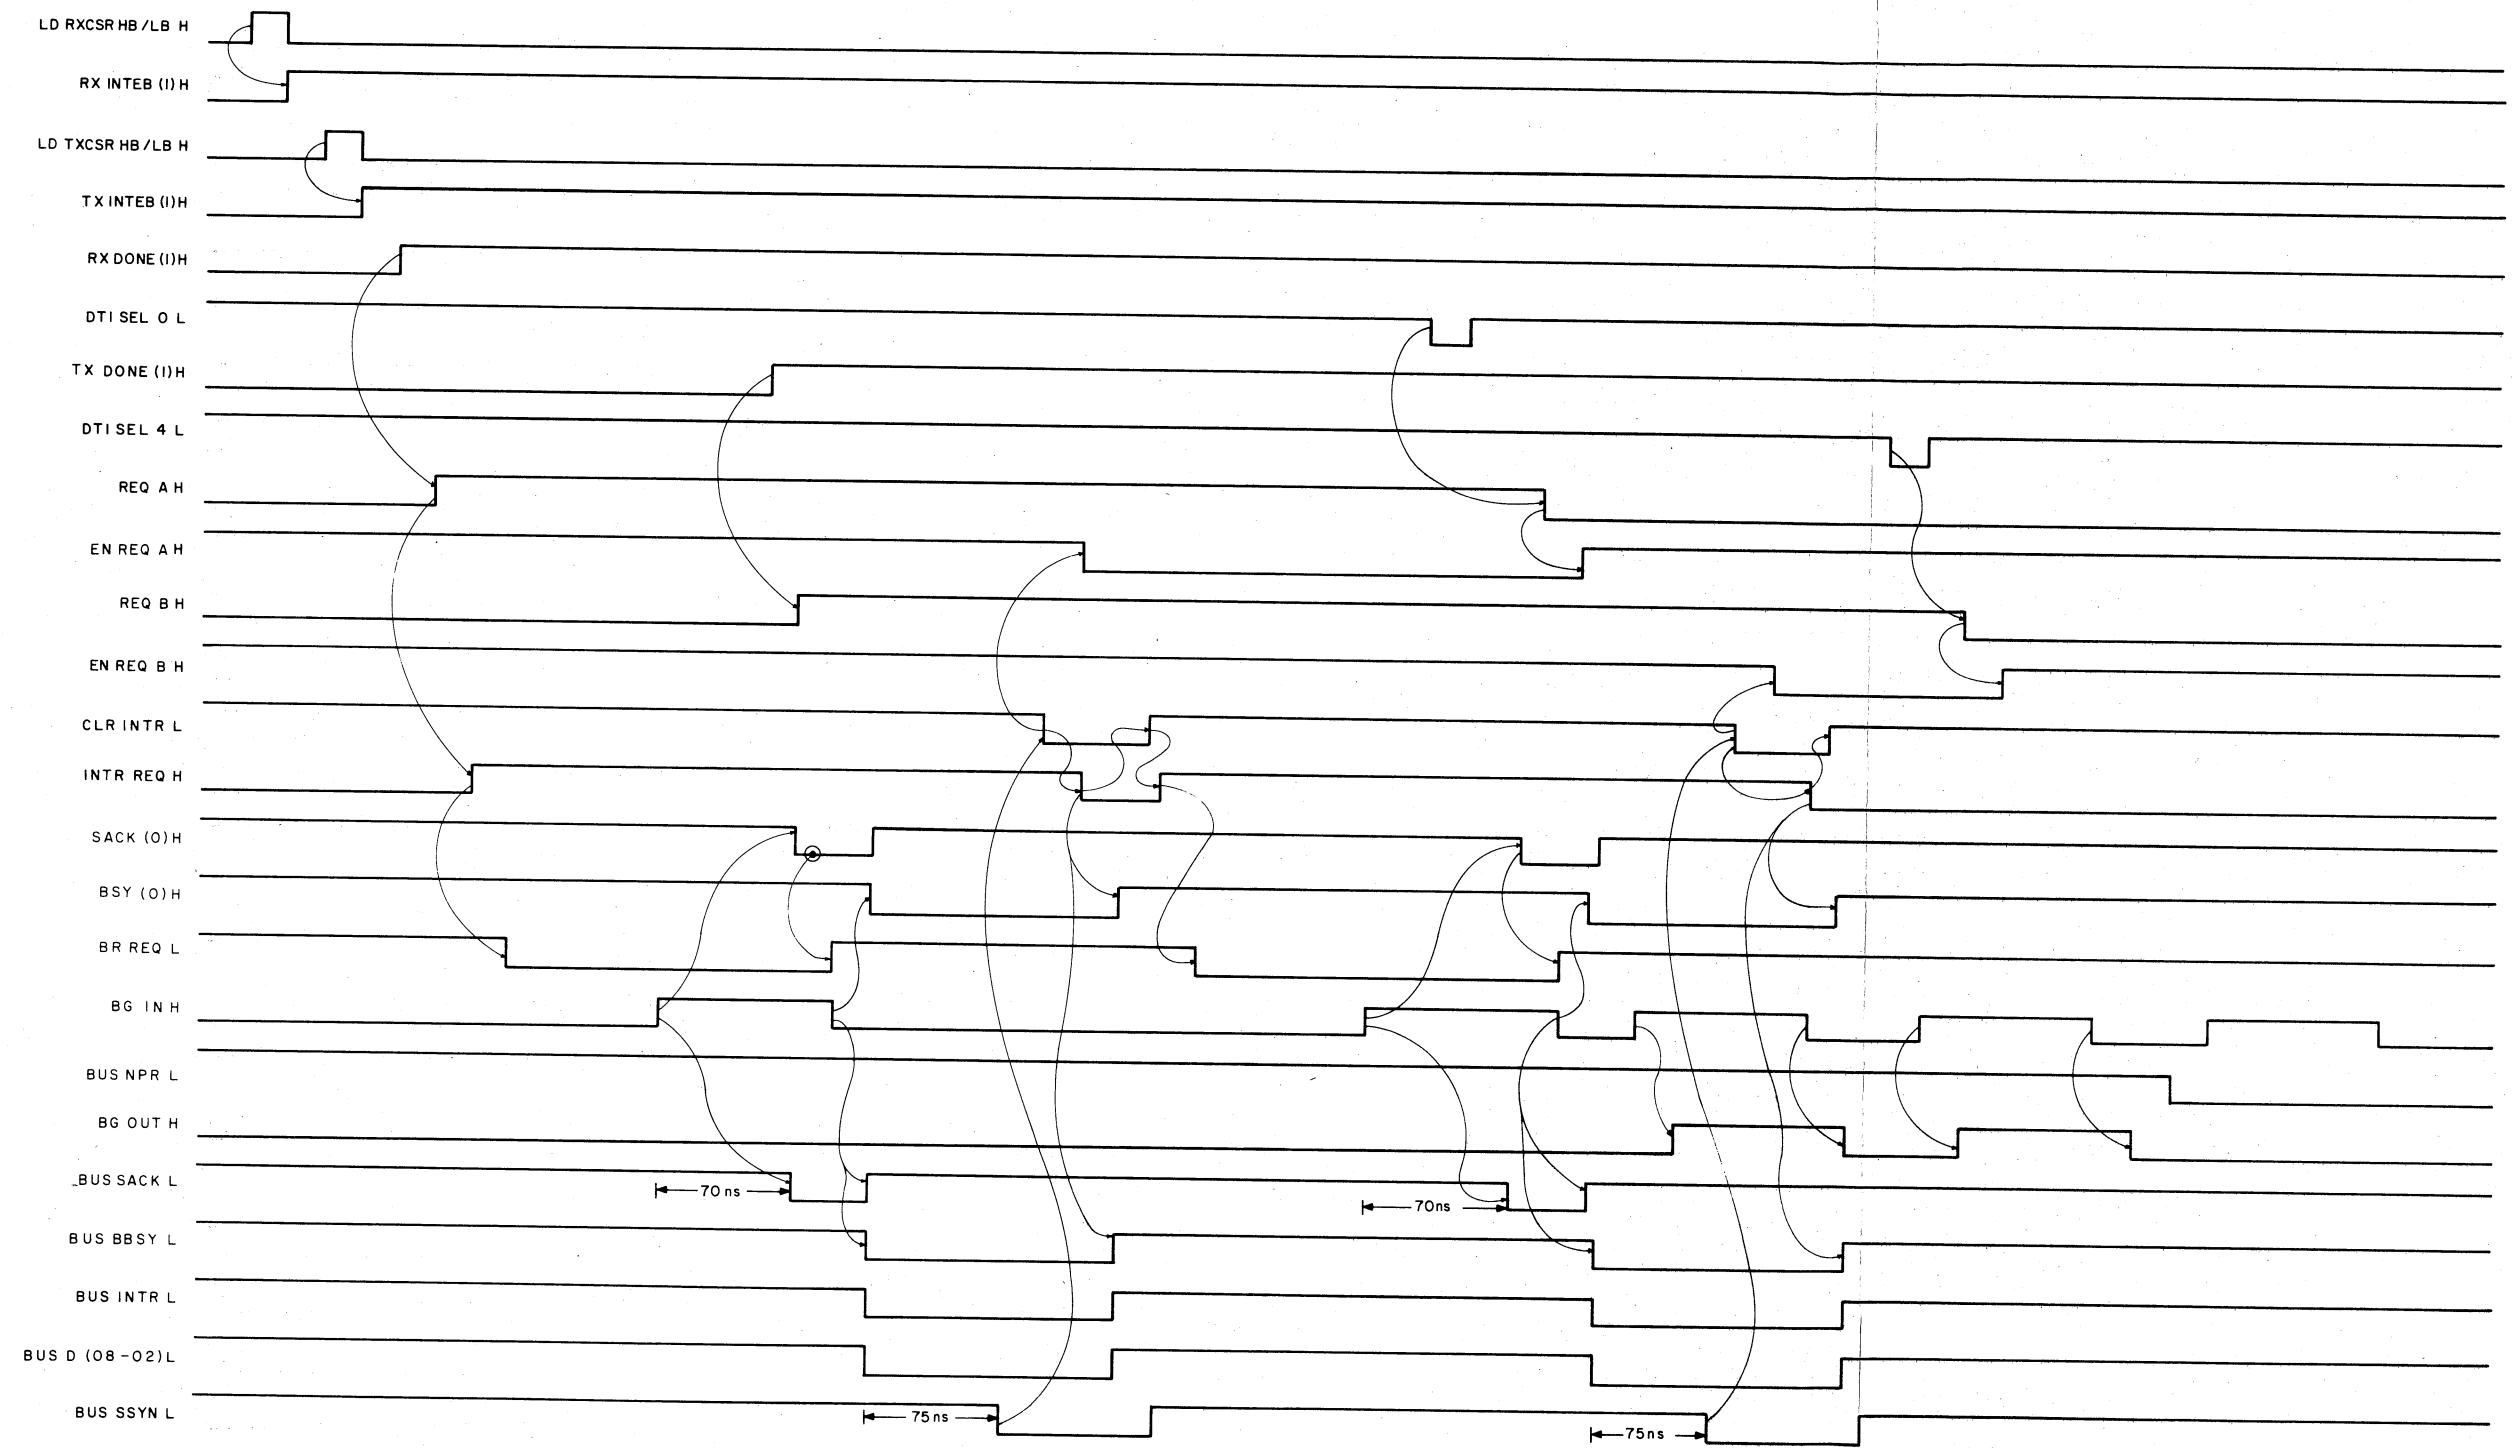 LD RXCSR HB/LB H
RX INTEB (1) H
LD TXCSR HB/LB H
TX INTEB (1) H
RX DONE (1) H
DTI SEL 0 L
TX DONE (1) H
DTI SEL 4 L
REQ A H
EN REQ A H
REQ B H
EN REQ B H
CLR INTR L
INTR REQ H
SACK (0) H
BSY (0) H
BR REQ L
BG IN H
BUS NPR L
BG OUT H
BUS SACK L
70 ns
70ns
BUS BBSY L
BUS INTR L
BUS D (08-02) L
BUS SSYN L
75 ns
75ns